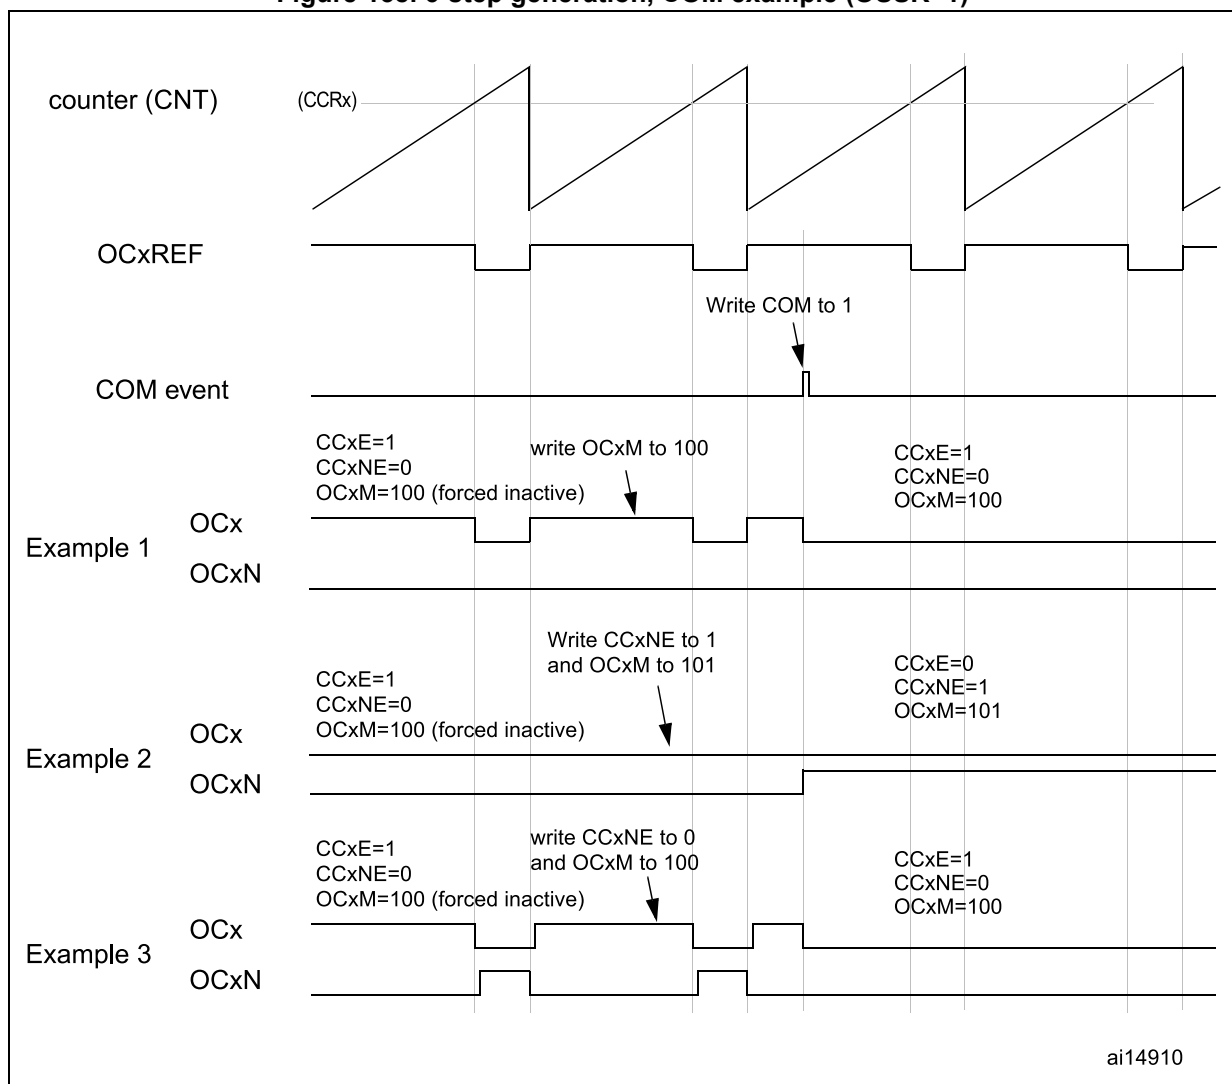 counter (CNT)
(CCRx)
OCxREF
Write COM to 1
COM event
CCxE=1
CCxNE=0
OCxM=100 (forced inactive)
write OCxM to 100
CCxE=1
CCxNE=0
OCxM=100
Example 1
OCx
OCxN
Write CCxNE to 1
and OCxM to 101
CCxE=1
CCxNE=0
OCxM=100 (forced inactive)
CCxE=0
CCxNE=1
OCxM=101
Example 2
OCx
OCxN
write CCxNE to 0
and OCxM to 100
CCxE=1
CCxNE=0
OCxM=100 (forced inactive)
CCxE=1
CCxNE=0
OCxM=100
Example 3
OCx
OCxN
ai14910